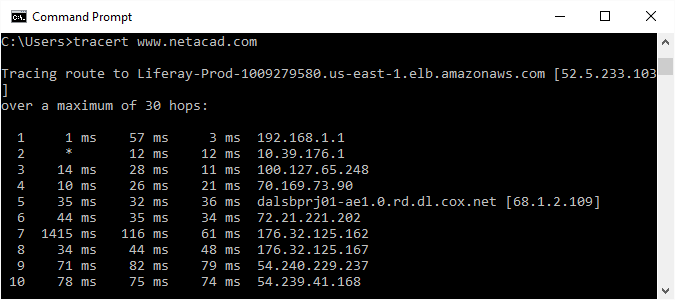 Command Prompt
C:\Users>tracert www.netacad.com
Tracing route to Liferay-Prod-1009279580.us-east-1.elb.amazonaws.com [52.5.233.103
]
over a maximum of 30 hops:
1 1 ms 57 ms 3 ms 192.168.1.1
2 * 12 ms 12 ms 10.39.176.1
3 14 ms 28 ms 11 ms 100.127.65.248
4 10 ms 26 ms 21 ms 70.169.73.90
5 35 ms 32 ms 36 ms dalsbprj01-ae1.0.rd.dl.cox.net [68.1.2.109]
6 44 ms 35 ms 34 ms 72.21.221.202
7 1415 ms 116 ms 61 ms 176.32.125.162
8 34 ms 44 ms 48 ms 176.32.125.167
9 71 ms 82 ms 79 ms 54.240.229.237
10 78 ms 75 ms 74 ms 54.239.41.168